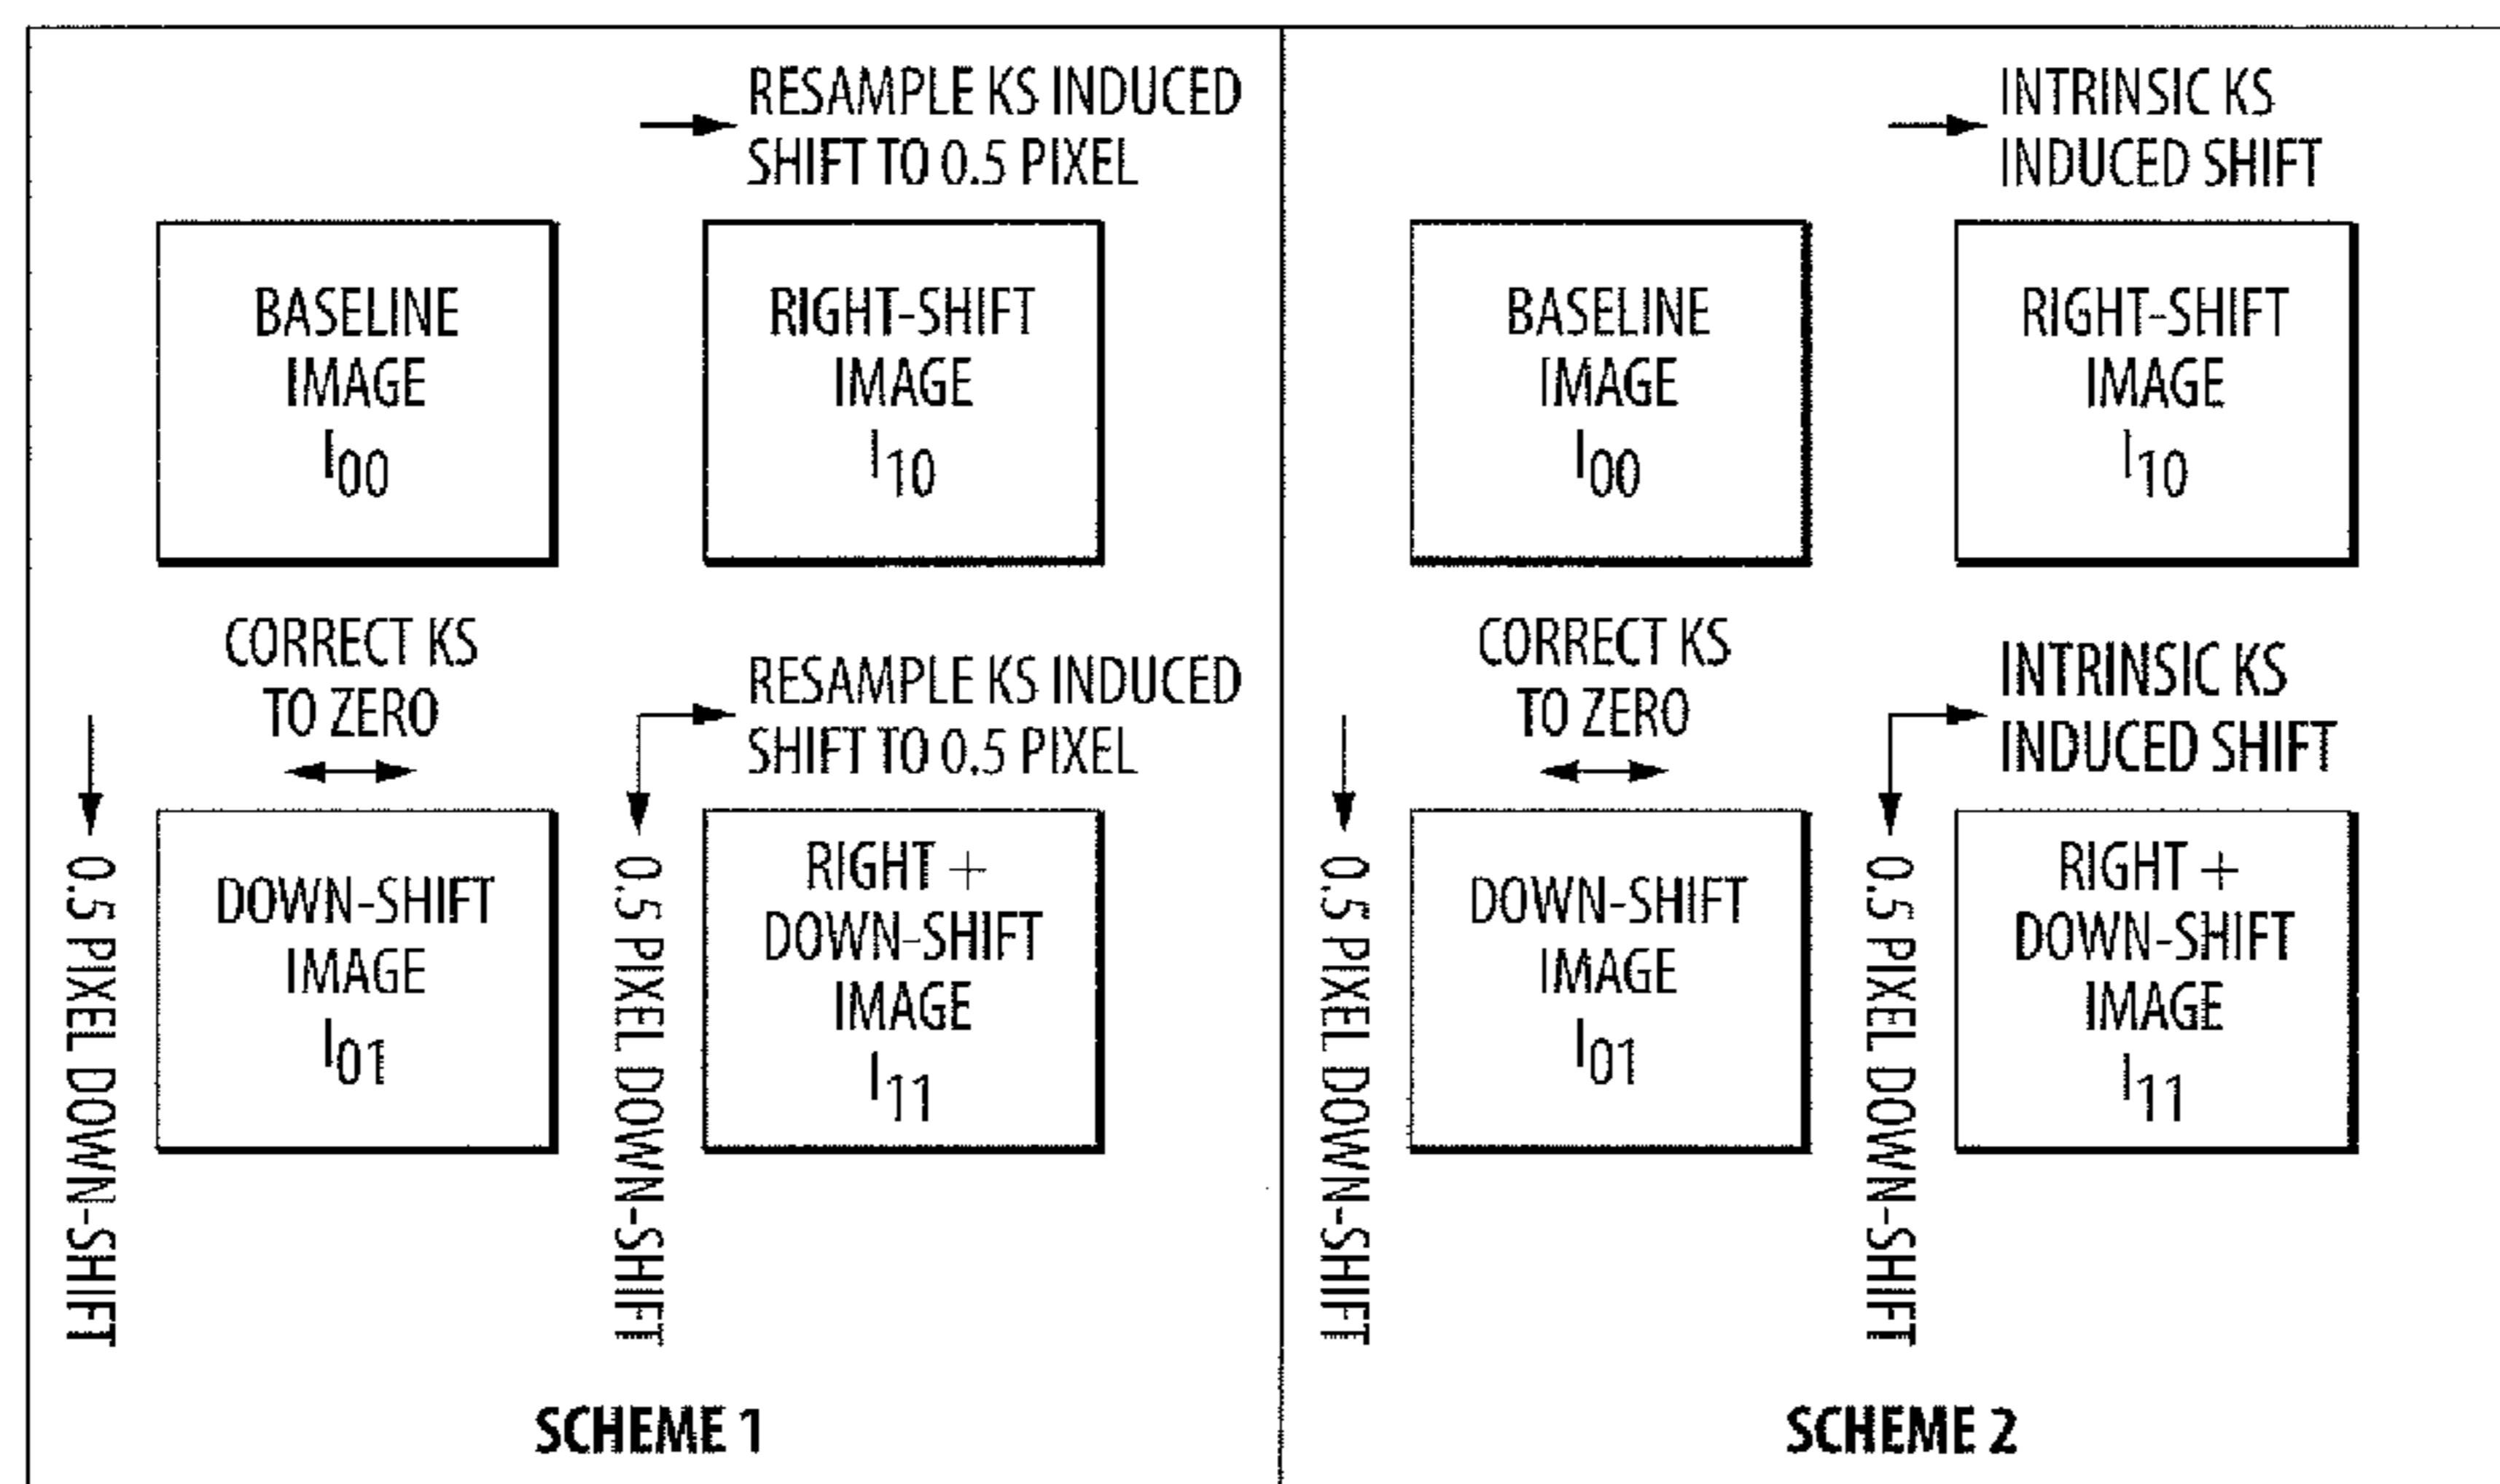 RESAMPLE KS INDUCED
SHIFT TO 0.5 PIXEL
BASELINE
IMAGE
I00
RIGHT-SHIFT
IMAGE
I10
CORRECT KS
TO ZERO
RESAMPLE KS INDUCED
SHIFT TO 0.5 PIXEL
0.5 PIXEL DOWN-SHIFT
DOWN-SHIFT
IMAGE
I01
0.5 PIXEL DOWN-SHIFT
RIGHT +
DOWN-SHIFT
IMAGE
I11
SCHEME 1
INTRINSIC KS
INDUCED SHIFT
BASELINE
IMAGE
I00
RIGHT-SHIFT
IMAGE
I10
CORRECT KS
TO ZERO
INTRINSIC KS
INDUCED SHIFT
0.5 PIXEL DOWN-SHIFT
DOWN-SHIFT
IMAGE
I01
0.5 PIXEL DOWN-SHIFT
RIGHT +
DOWN-SHIFT
IMAGE
I11
SCHEME 2